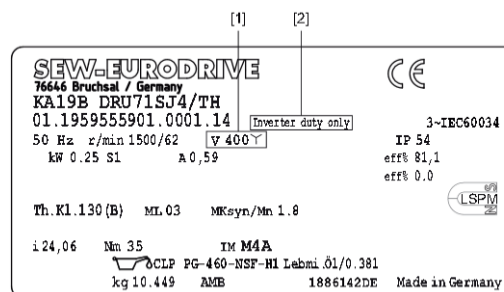 [1] [2]
SEW-EURODRIVE
76646 Bruchsal / Germany
KA19B DRU71SJ4/TH
01.1959555901.0001.14 Inverter duty only 3~IEC60034
50 Hz r/min 1500/62 V 400 Y IP 54
kW 0.25 S1 A 0,59 eff% 81,1
eff% 0.0
LSPM
Th.Kl.130(B) ML 03 MKsyn/Mn 1.8
i 24,06 Nm 35 IM M4A
CLP PG-460-NSF-H1 Lebmi.Öl/0.381
kg 10.449 AMB 1886142DE Made in Germany